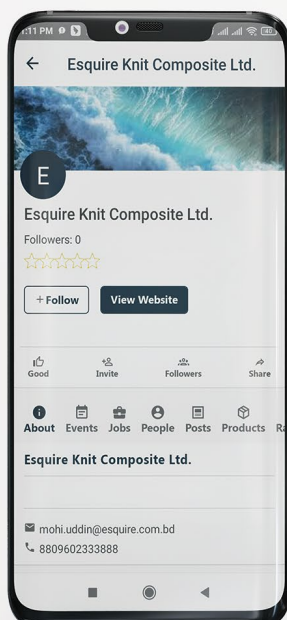 :11 PM
Esquire Knit Composite Ltd.
E
Esquire Knit Composite Ltd.
Followers: 0
+ Follow View Website
Good Invite Followers Share
About Events Jobs People Posts Products Ra
Esquire Knit Composite Ltd.
mohi.uddin@esquire.com.bd
8809602333888